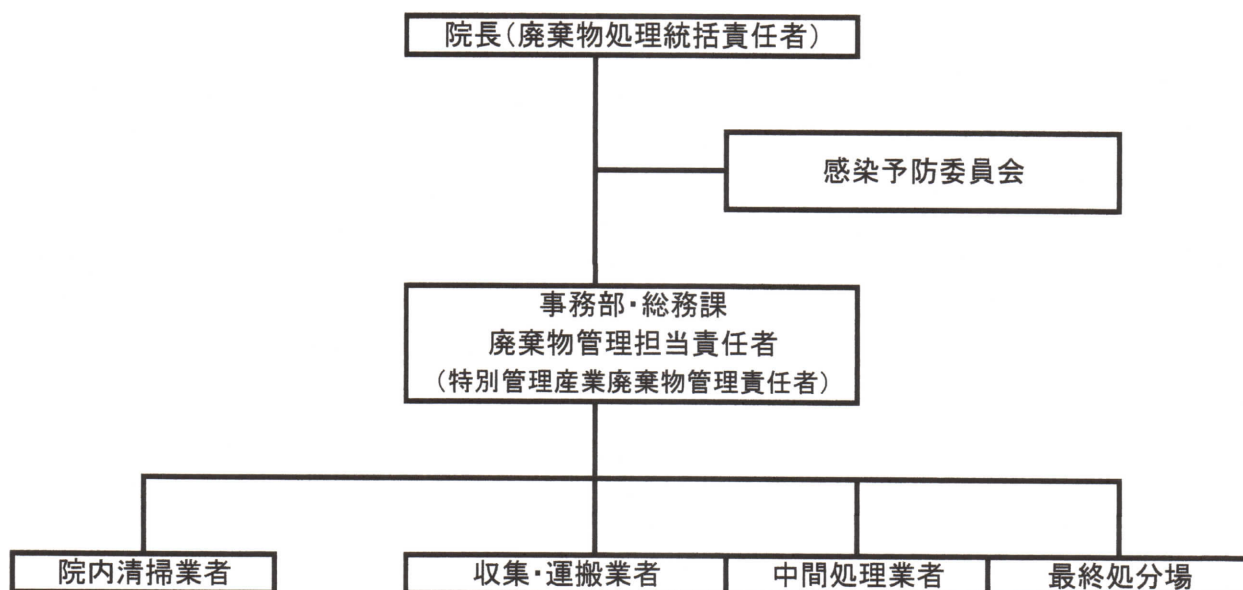 院長(廃棄物処理統括責任者)
感染予防委員会
事務部・総務課
廃棄物管理担当責任者
(特別管理産業廃棄物管理責任者)
院内清掃業者
収集・運搬業者
中間処理業者
最終処分場